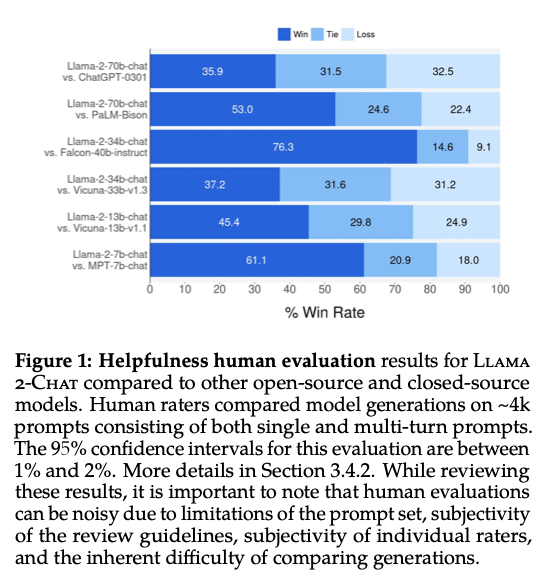 Win Tie Loss
Llama-2-70b-chat
vs. ChatGPT-0301
35.9 31.5 32.5
Llama-2-70b-chat
vs. PaLM-Bison
53.0 24.6 22.4
Llama-2-34b-chat
vs. Falcon-40b-instruct
76.3 14.6 9.1
Llama-2-34b-chat
vs. Vicuna-33b-v1.3
37.2 31.6 31.2
Llama-2-13b-chat
vs. Vicuna-13b-v1.1
45.4 29.8 24.9
Llama-2-7b-chat
vs. MPT-7b-chat
61.1 20.9 18.0
0 10 20 30 40 50 60 70 80 90 100
% Win Rate
Figure 1: Helpfulness human evaluation results for Llama
2-Chat compared to other open-source and closed-source
models. Human raters compared model generations on ~4k
prompts consisting of both single and multi-turn prompts.
The 95% confidence intervals for this evaluation are between
1% and 2%. More details in Section 3.4.2. While reviewing
these results, it is important to note that human evaluations
can be noisy due to limitations of the prompt set, subjectivity
of the review guidelines, subjectivity of individual raters,
and the inherent difficulty of comparing generations.